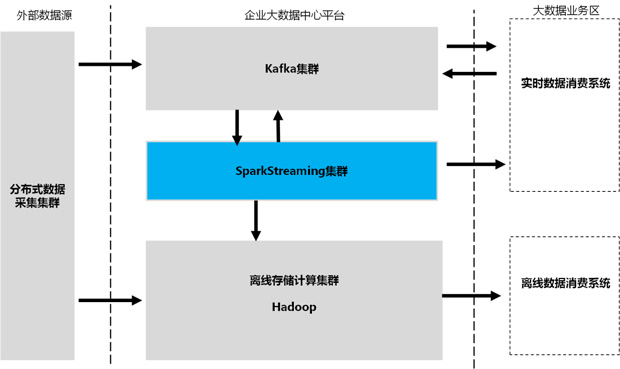 外部数据源
企业大数据中心平台
大数据业务区
Kafka集群
实时数据消费系统
SparkStreaming集群
分布式数据
采集集群
离线存储计算集群
Hadoop
离线数据消费系统